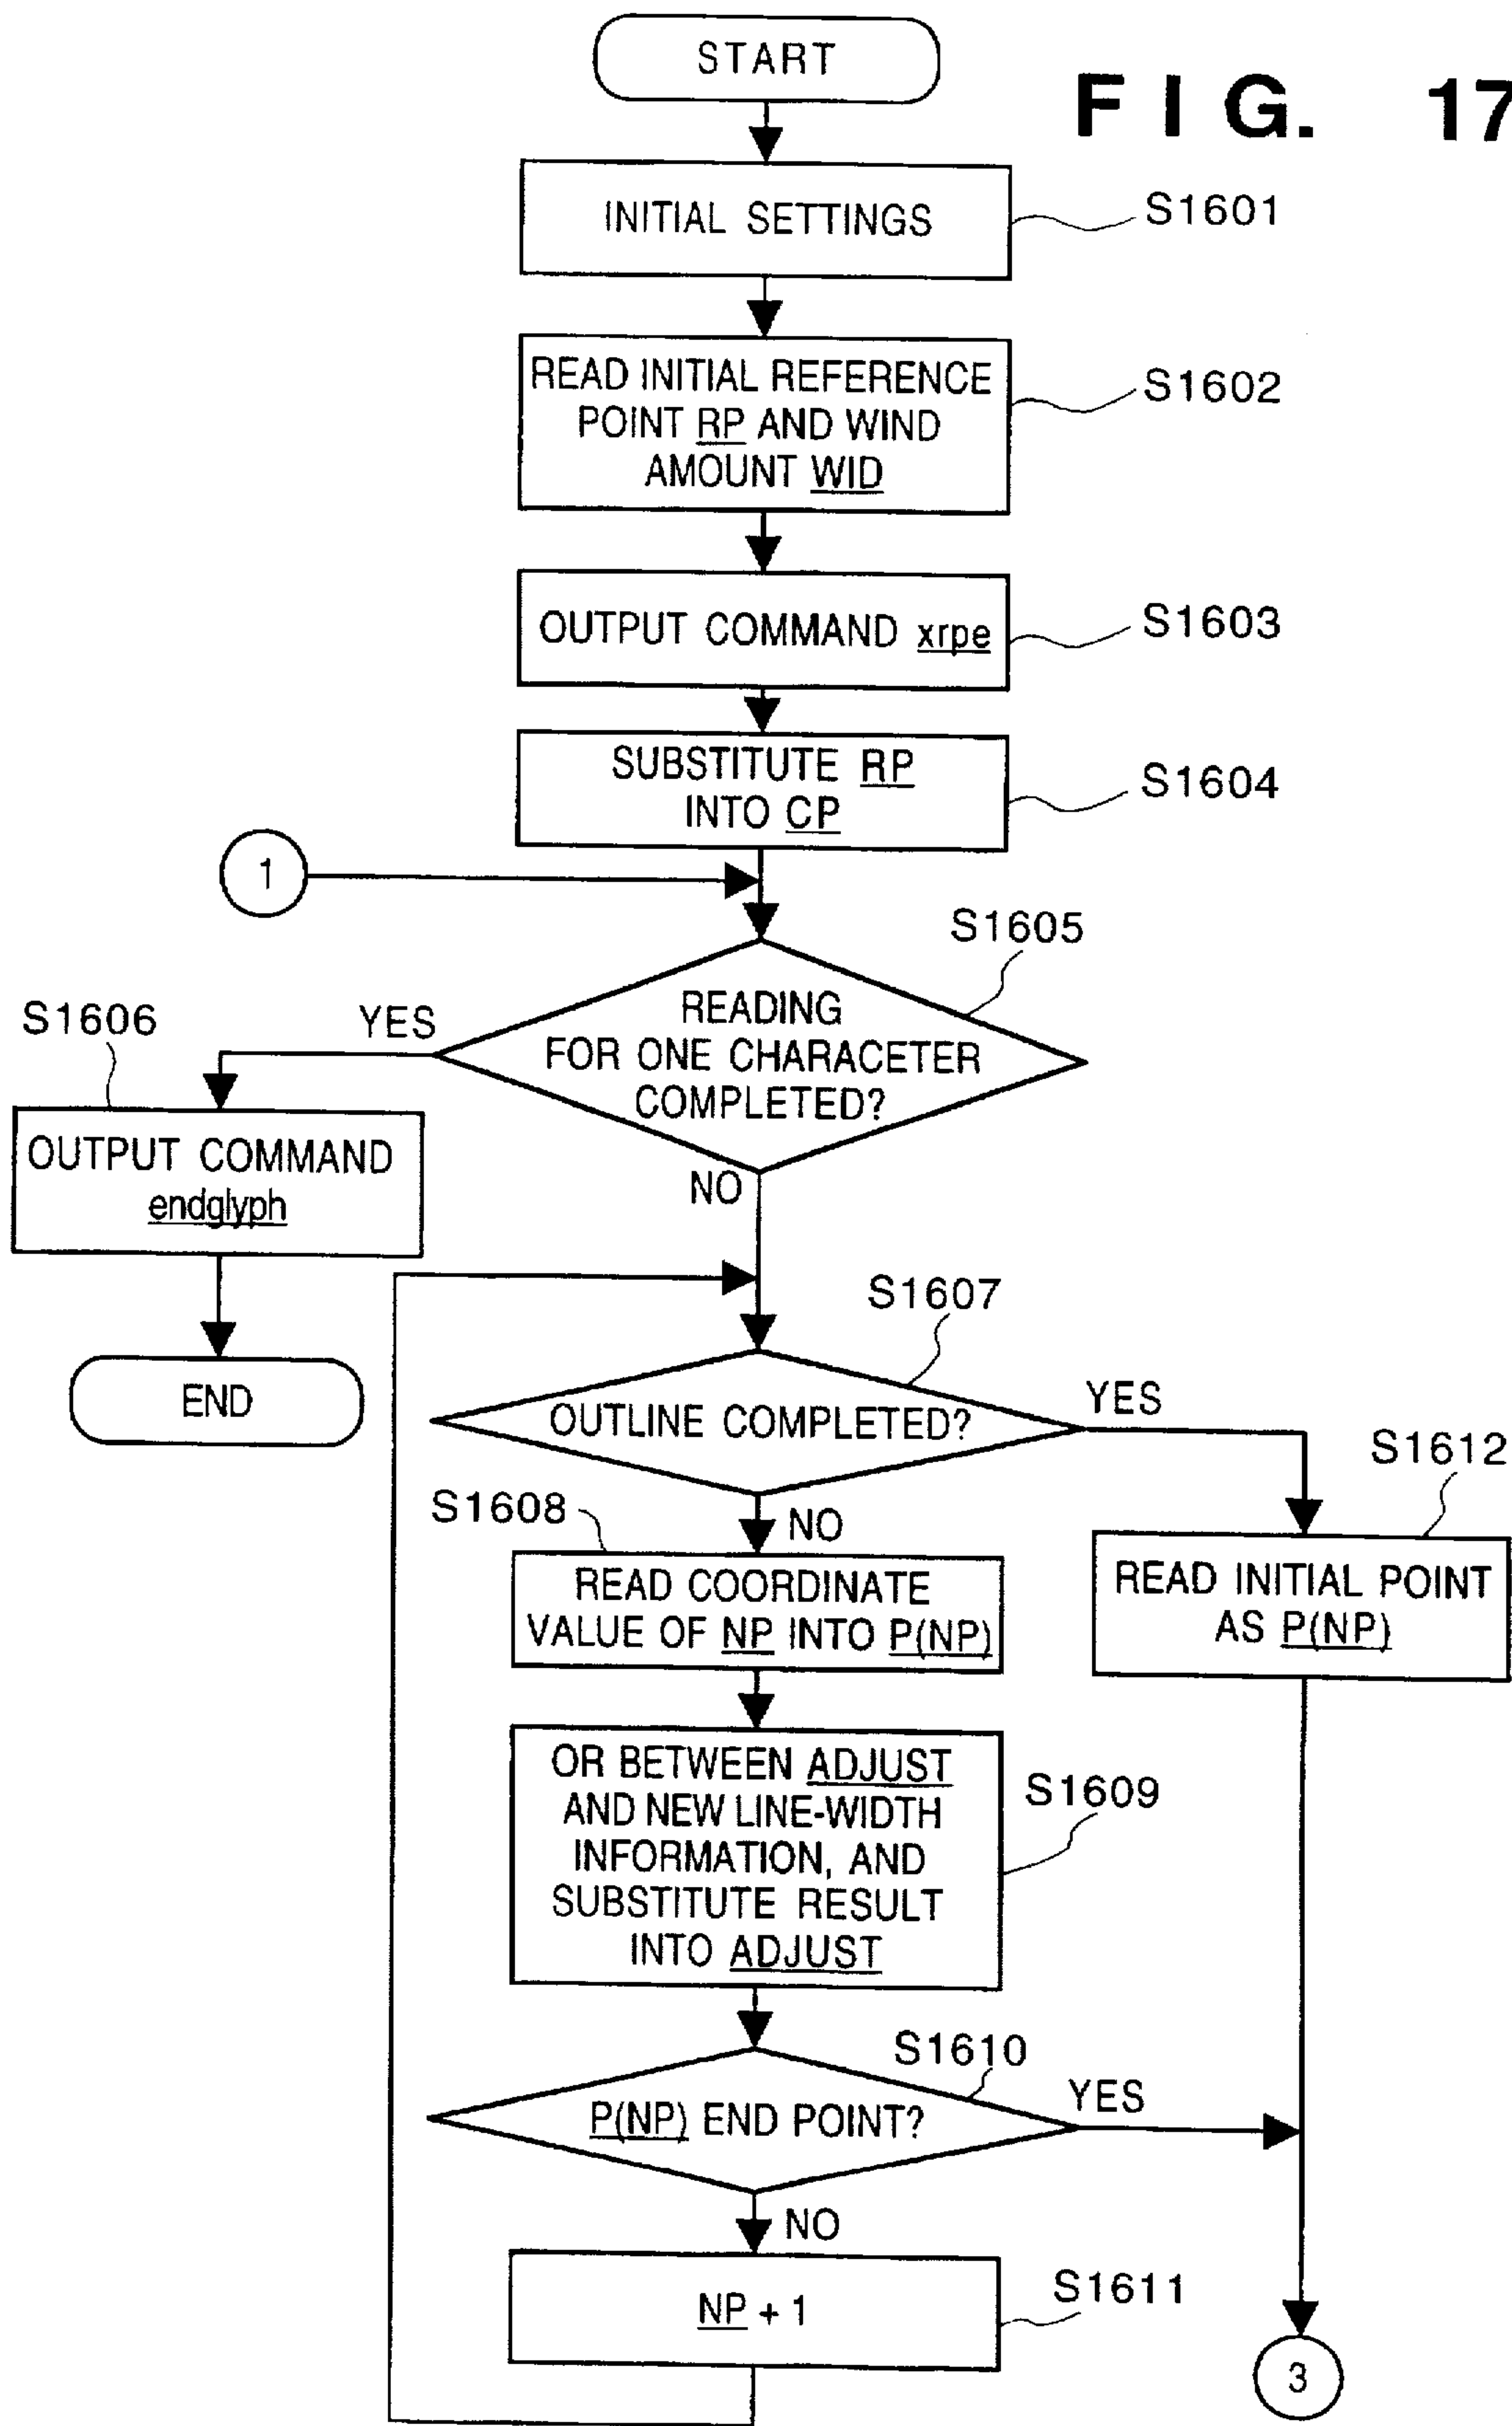 START
FIG. 17
INITIAL SETTINGS
S1601
READ INITIAL REFERENCE
POINT RP AND WIND
AMOUNT WID
S1602
OUTPUT COMMAND xrpe
S1603
SUBSTITUTE RP
INTO CP
S1604
1
S1605
READING
FOR ONE CHARACETER
COMPLETED?
YES
S1606
OUTPUT COMMAND
endglyph
END
NO
S1607
OUTLINE COMPLETED?
YES
S1612
READ INITIAL POINT
AS P(NP)
NO
S1608
READ COORDINATE
VALUE OF NP INTO P(NP)
OR BETWEEN ADJUST
AND NEW LINE-WIDTH
INFORMATION, AND
SUBSTITUTE RESULT
INTO ADJUST
S1609
S1610
P(NP) END POINT?
YES
NO
NP + 1
S1611
3